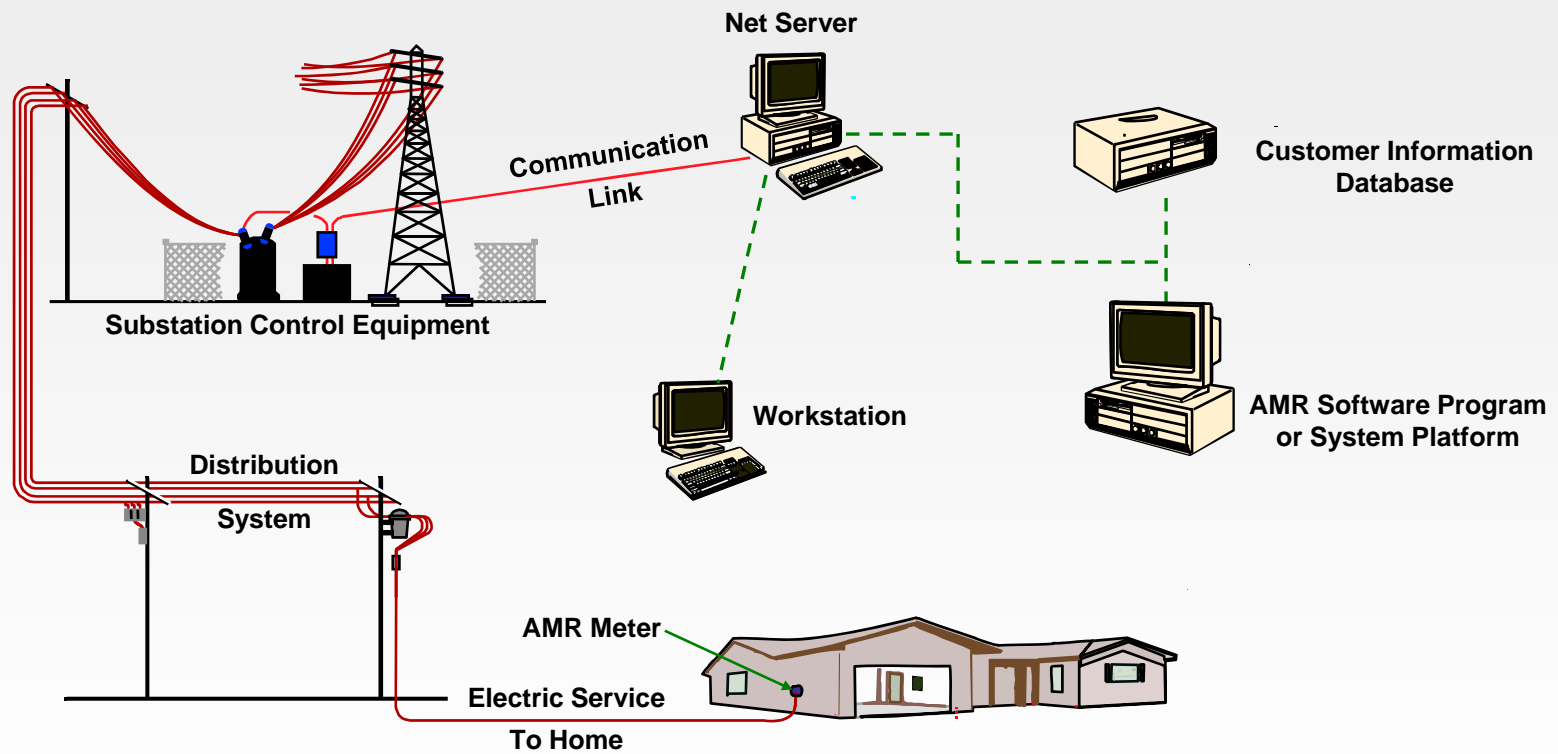 Net Server
Communication
Link
Customer Information
Database
Substation Control Equipment
Workstation
AMR Software Program
or System Platform
Distribution
System
AMR Meter
Electric Service
To Home